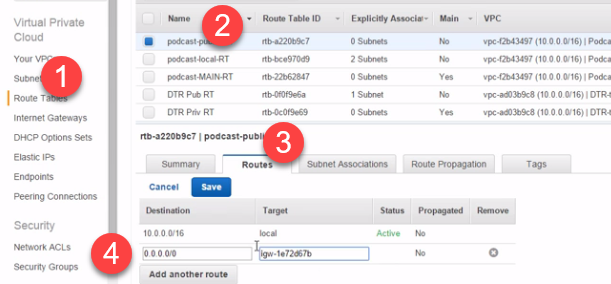 Virtual Private
Cloud
Your VPC
Subnet
Route Tables
Internet Gateways
DHCP Options Sets
Elastic IPs
Endpoints
Peering Connections
Security
Network ACLs
Security Groups
1
2
3
4
Name Route Table ID Explicitly Associat Main VPC
podcast-pu rtb-a220b9c7 0 Subnets No vpc-f2b43497 (10.0.0.0/16) | Podca
podcast-local-RT rtb-bce970d9 2 Subnets No vpc-f2b43497 (10.0.0.0/16) | Podca
podcast-MAIN-RT rtb-22b62847 0 Subnets Yes vpc-f2b43497 (10.0.0.0/16) | Podca
DTR Pub RT rtb-0f0f9e6a 1 Subnet No vpc-ad03b9c8 (10.0.0.0/16) | DTR-t
DTR Priv RT rtb-0c0f9e69 0 Subnets Yes vpc-ad03b9c8 (10.0.0.0/16) | DTR-t
rtb-a220b9c7 | podcast-publi
Summary Routes Subnet Associations Route Propagation Tags
Cancel Save
Destination Target Status Propagated Remove
10.0.0.0/16 local Active No
0.0.0.0/0 igw-1e72d67b No
Add another route